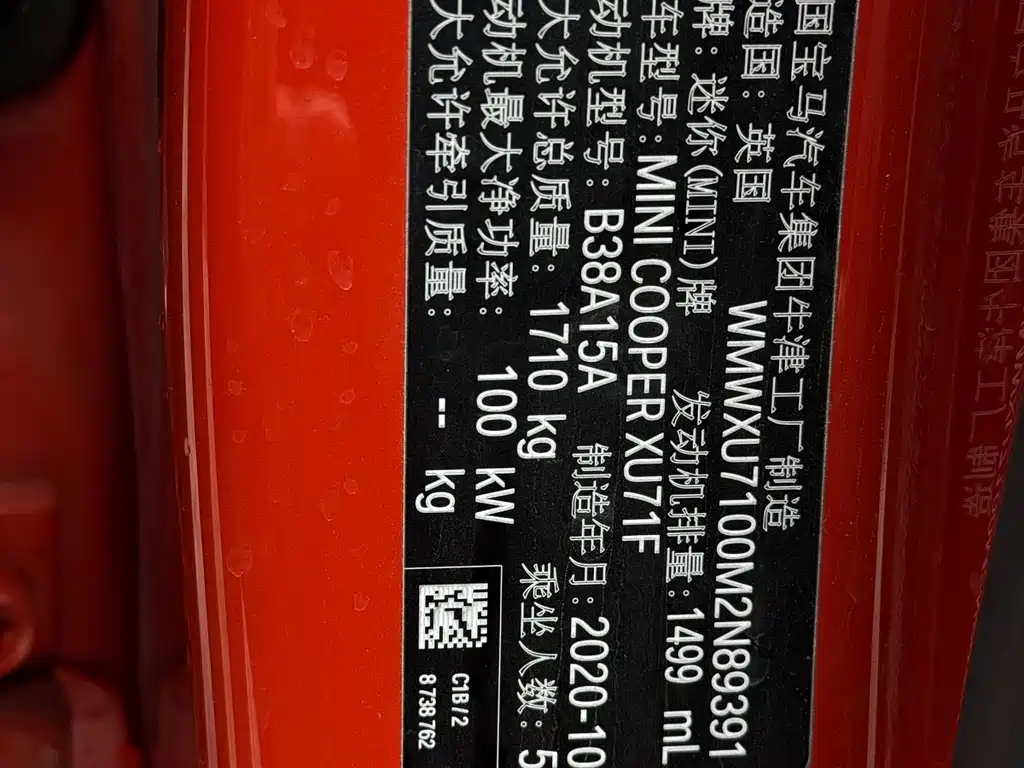 国宝马汽车集团牛津工厂制造
造国: 英国 WMWXU7100M2N89391
牌: 迷你(MINI)牌 发动机排量:1499 mL
车型号:MINI COOPER XU71F
动机型号: B38A15A 制造年月:2020-10
大允许总质量: 1710 kg 乘坐人数: 5
动机最大净功率: 100 kW
大允许牵引质量: -- kg
C1B/2
8 738 762